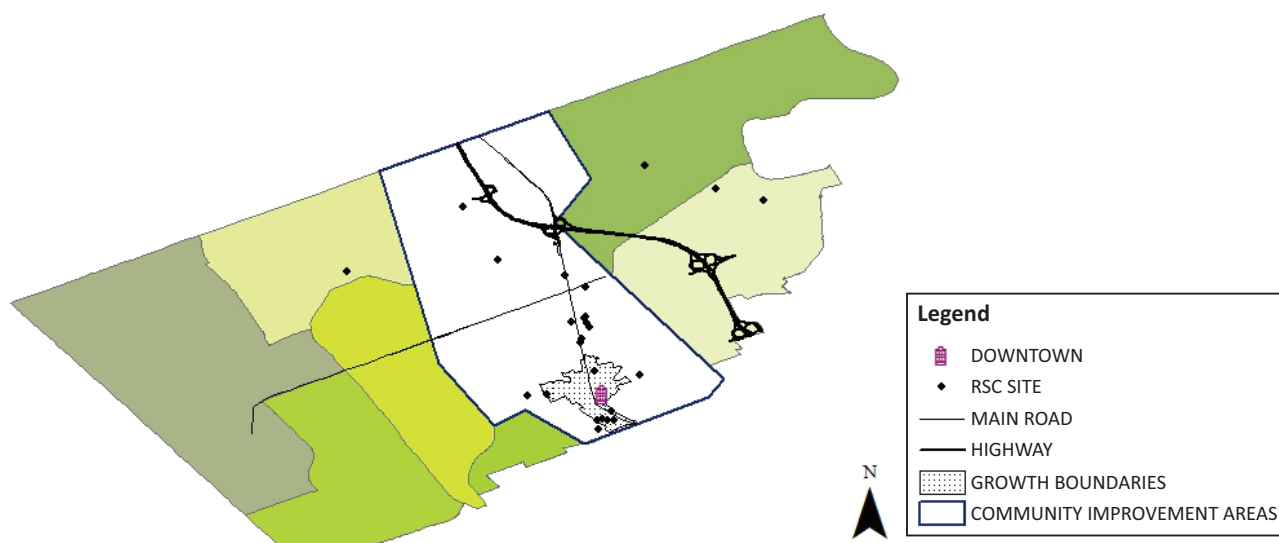 Legend
DOWNTOWN
RSC SITE
MAIN ROAD
HIGHWAY
GROWTH BOUNDARIES
COMMUNITY IMPROVEMENT AREAS
N